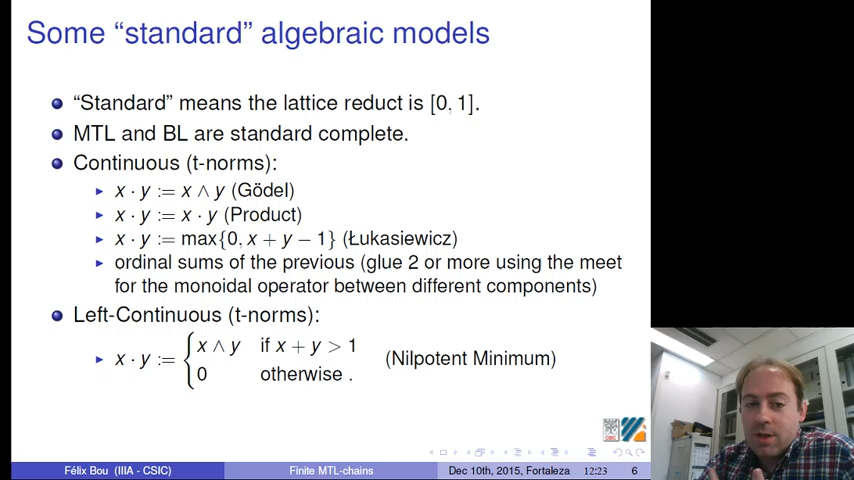 Some “standard” algebraic models
“Standard” means the lattice reduct is [0, 1].
MTL and BL are standard complete.
Continuous (t-norms):
x · y := x ∧ y (Gödel)
x · y := x · y (Product)
x · y := max{0, x + y − 1} (Łukasiewicz)
ordinal sums of the previous (glue 2 or more using the meet
for the monoidal operator between different components)
Left-Continuous (t-norms):
x · y := { x ∧ y if x + y > 1
0 otherwise .
(Nilpotent Minimum)
CSIC
Félix Bou (IIIA - CSIC) Finite MTL-chains Dec 10th, 2015, Fortaleza 12:23 6